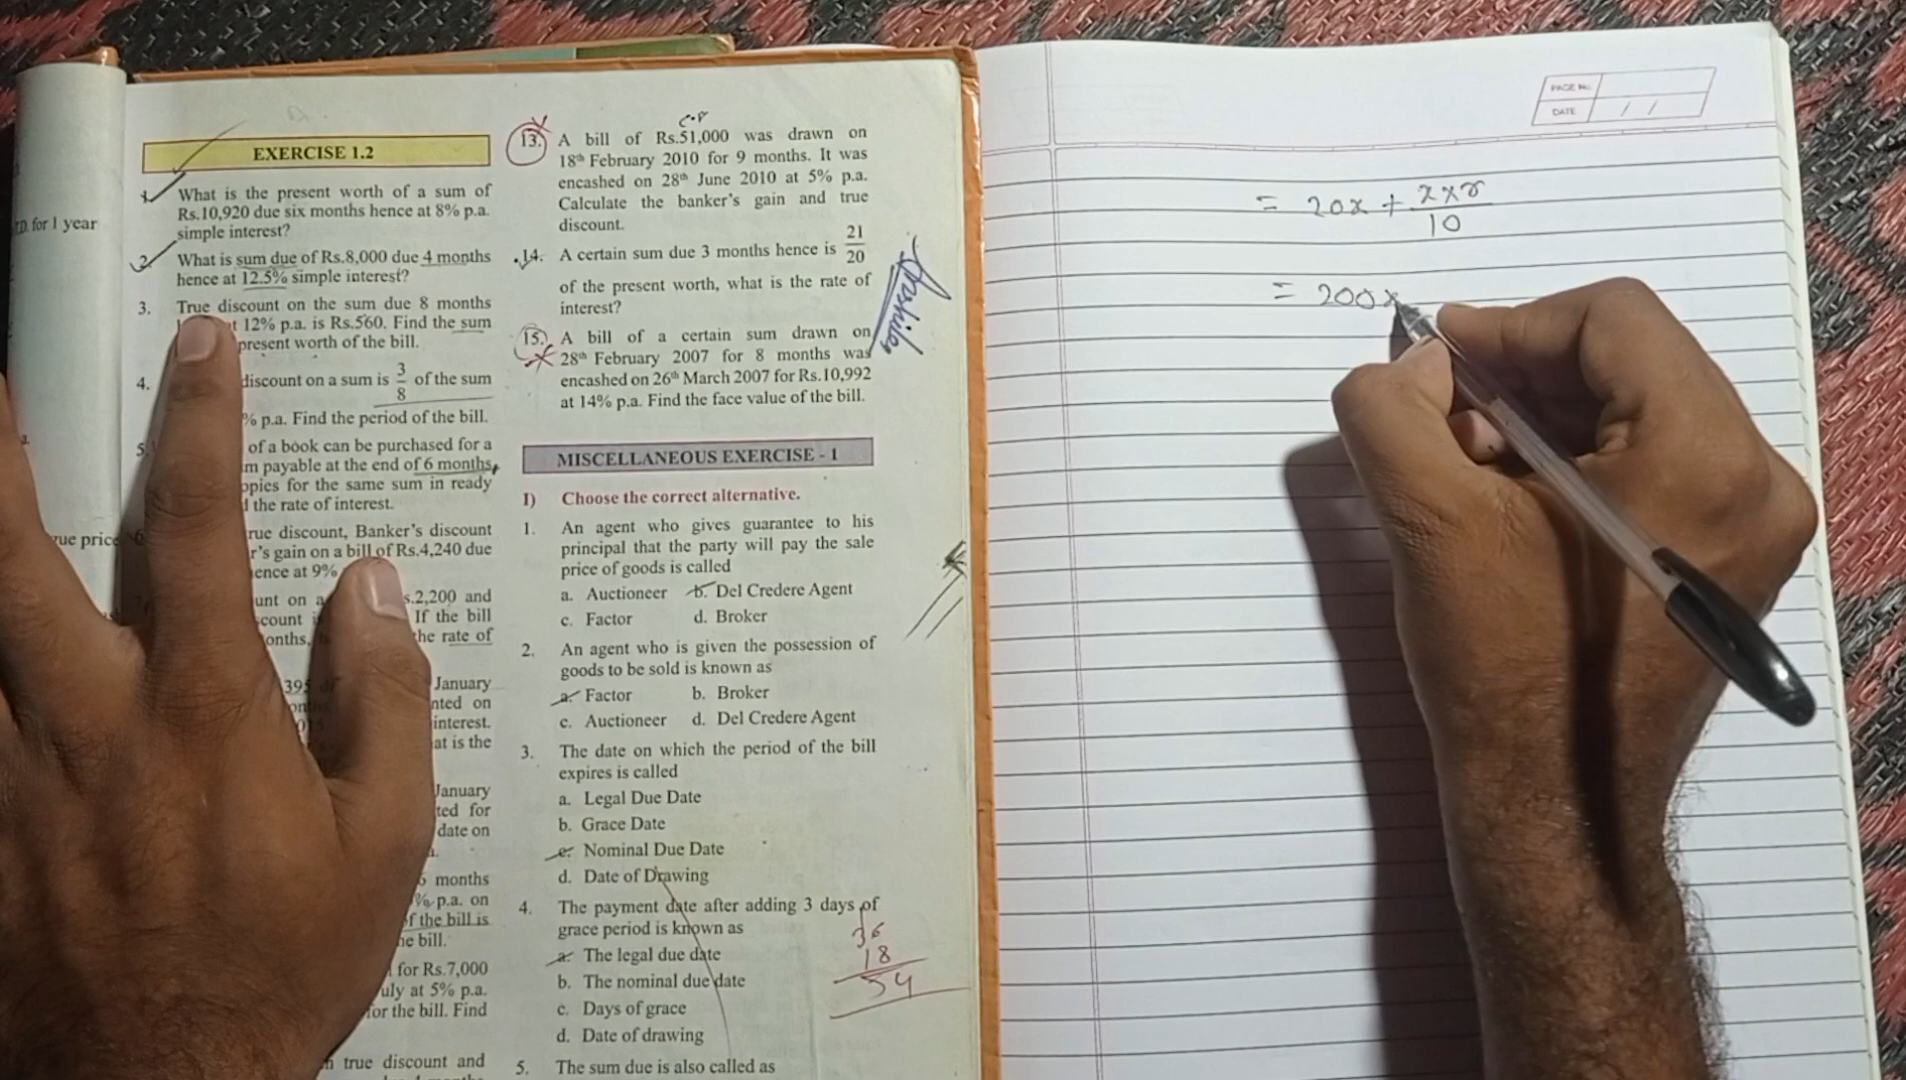 T.D. for 1 year
EXERCISE 1.2
What is the present worth of a sum of
Rs.10,920 due six months hence at 8% p.a.
simple interest?
2. What is sum due of Rs.8,000 due 4 months
hence at 12.5% simple interest?
3. True discount on the sum due 8 months
12% p.a. is Rs.560. Find the sum
present worth of the bill.
4. discount on a sum is 3/8 of the sum
% p.a. Find the period of the bill.
5. of a book can be purchased for a
payable at the end of 6 months
for the same sum in ready
the rate of interest.
discount, Banker's discount
gain on a bill of Rs.4,240 due
at 9%
on a s.2,200 and
If the bill
the rate of
395 January
on
interest.
at is the
January
for
date on
months
% p.a. on
the bill is
bill.
for Rs.7,000
at 5% p.a.
for the bill. Find
true discount and
13. A bill of Rs.51,000 was drawn on
18th February 2010 for 9 months. It was
encashed on 28th June 2010 at 5% p.a.
Calculate the banker's gain and true
discount.
14. A certain sum due 3 months hence is 21/20
of the present worth, what is the rate of
interest?
15. A bill of a certain sum drawn on
28th February 2007 for 8 months was
encashed on 26th March 2007 for Rs.10,992
at 14% p.a. Find the face value of the bill.
MISCELLANEOUS EXERCISE - 1
I) Choose the correct alternative.
1. An agent who gives guarantee to his
principal that the party will pay the sale
price of goods is called
a. Auctioneer b. Del Credere Agent
c. Factor d. Broker
2. An agent who is given the possession of
goods to be sold is known as
a. Factor b. Broker
c. Auctioneer d. Del Credere Agent
3. The date on which the period of the bill
expires is called
a. Legal Due Date
b. Grace Date
c. Nominal Due Date
d. Date of Drawing
4. The payment date after adding 3 days of
grace period is known as
a. The legal due date
b. The nominal due date
c. Days of grace
d. Date of drawing
5. The sum due is also called as
36
18
54
PAGE No.
DATE / /
= 20x + x×r/10
= 200x